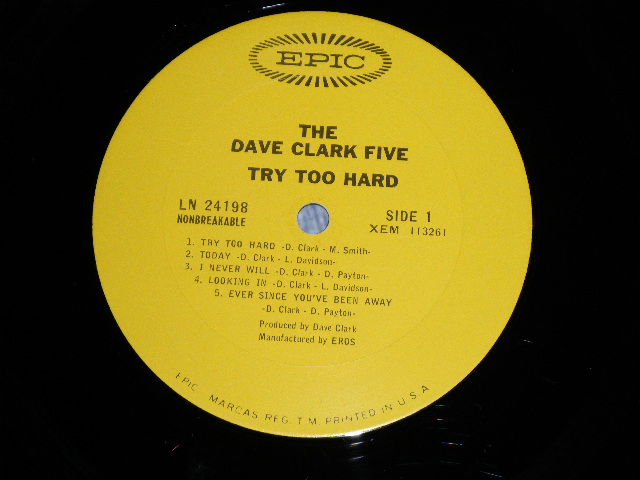 EPIC
THE
DAVE CLARK FIVE
TRY TOO HARD
LN 24198
NONBREAKABLE
SIDE 1
XEM 113261
1. TRY TOO HARD -D. Clark - M. Smith-
2. TODAY -D. Clark - L. Davidson-
3. I NEVER WILL -D. Clark - D. Payton-
4. LOOKING IN -D. Clark - L. Davidson-
5. EVER SINCE YOU'VE BEEN AWAY
-D. Clark - D. Payton-
Produced by Dave Clark
Manufactured by EROS
EPIC. MARCAS REG. T.M. PRINTED IN U.S.A.